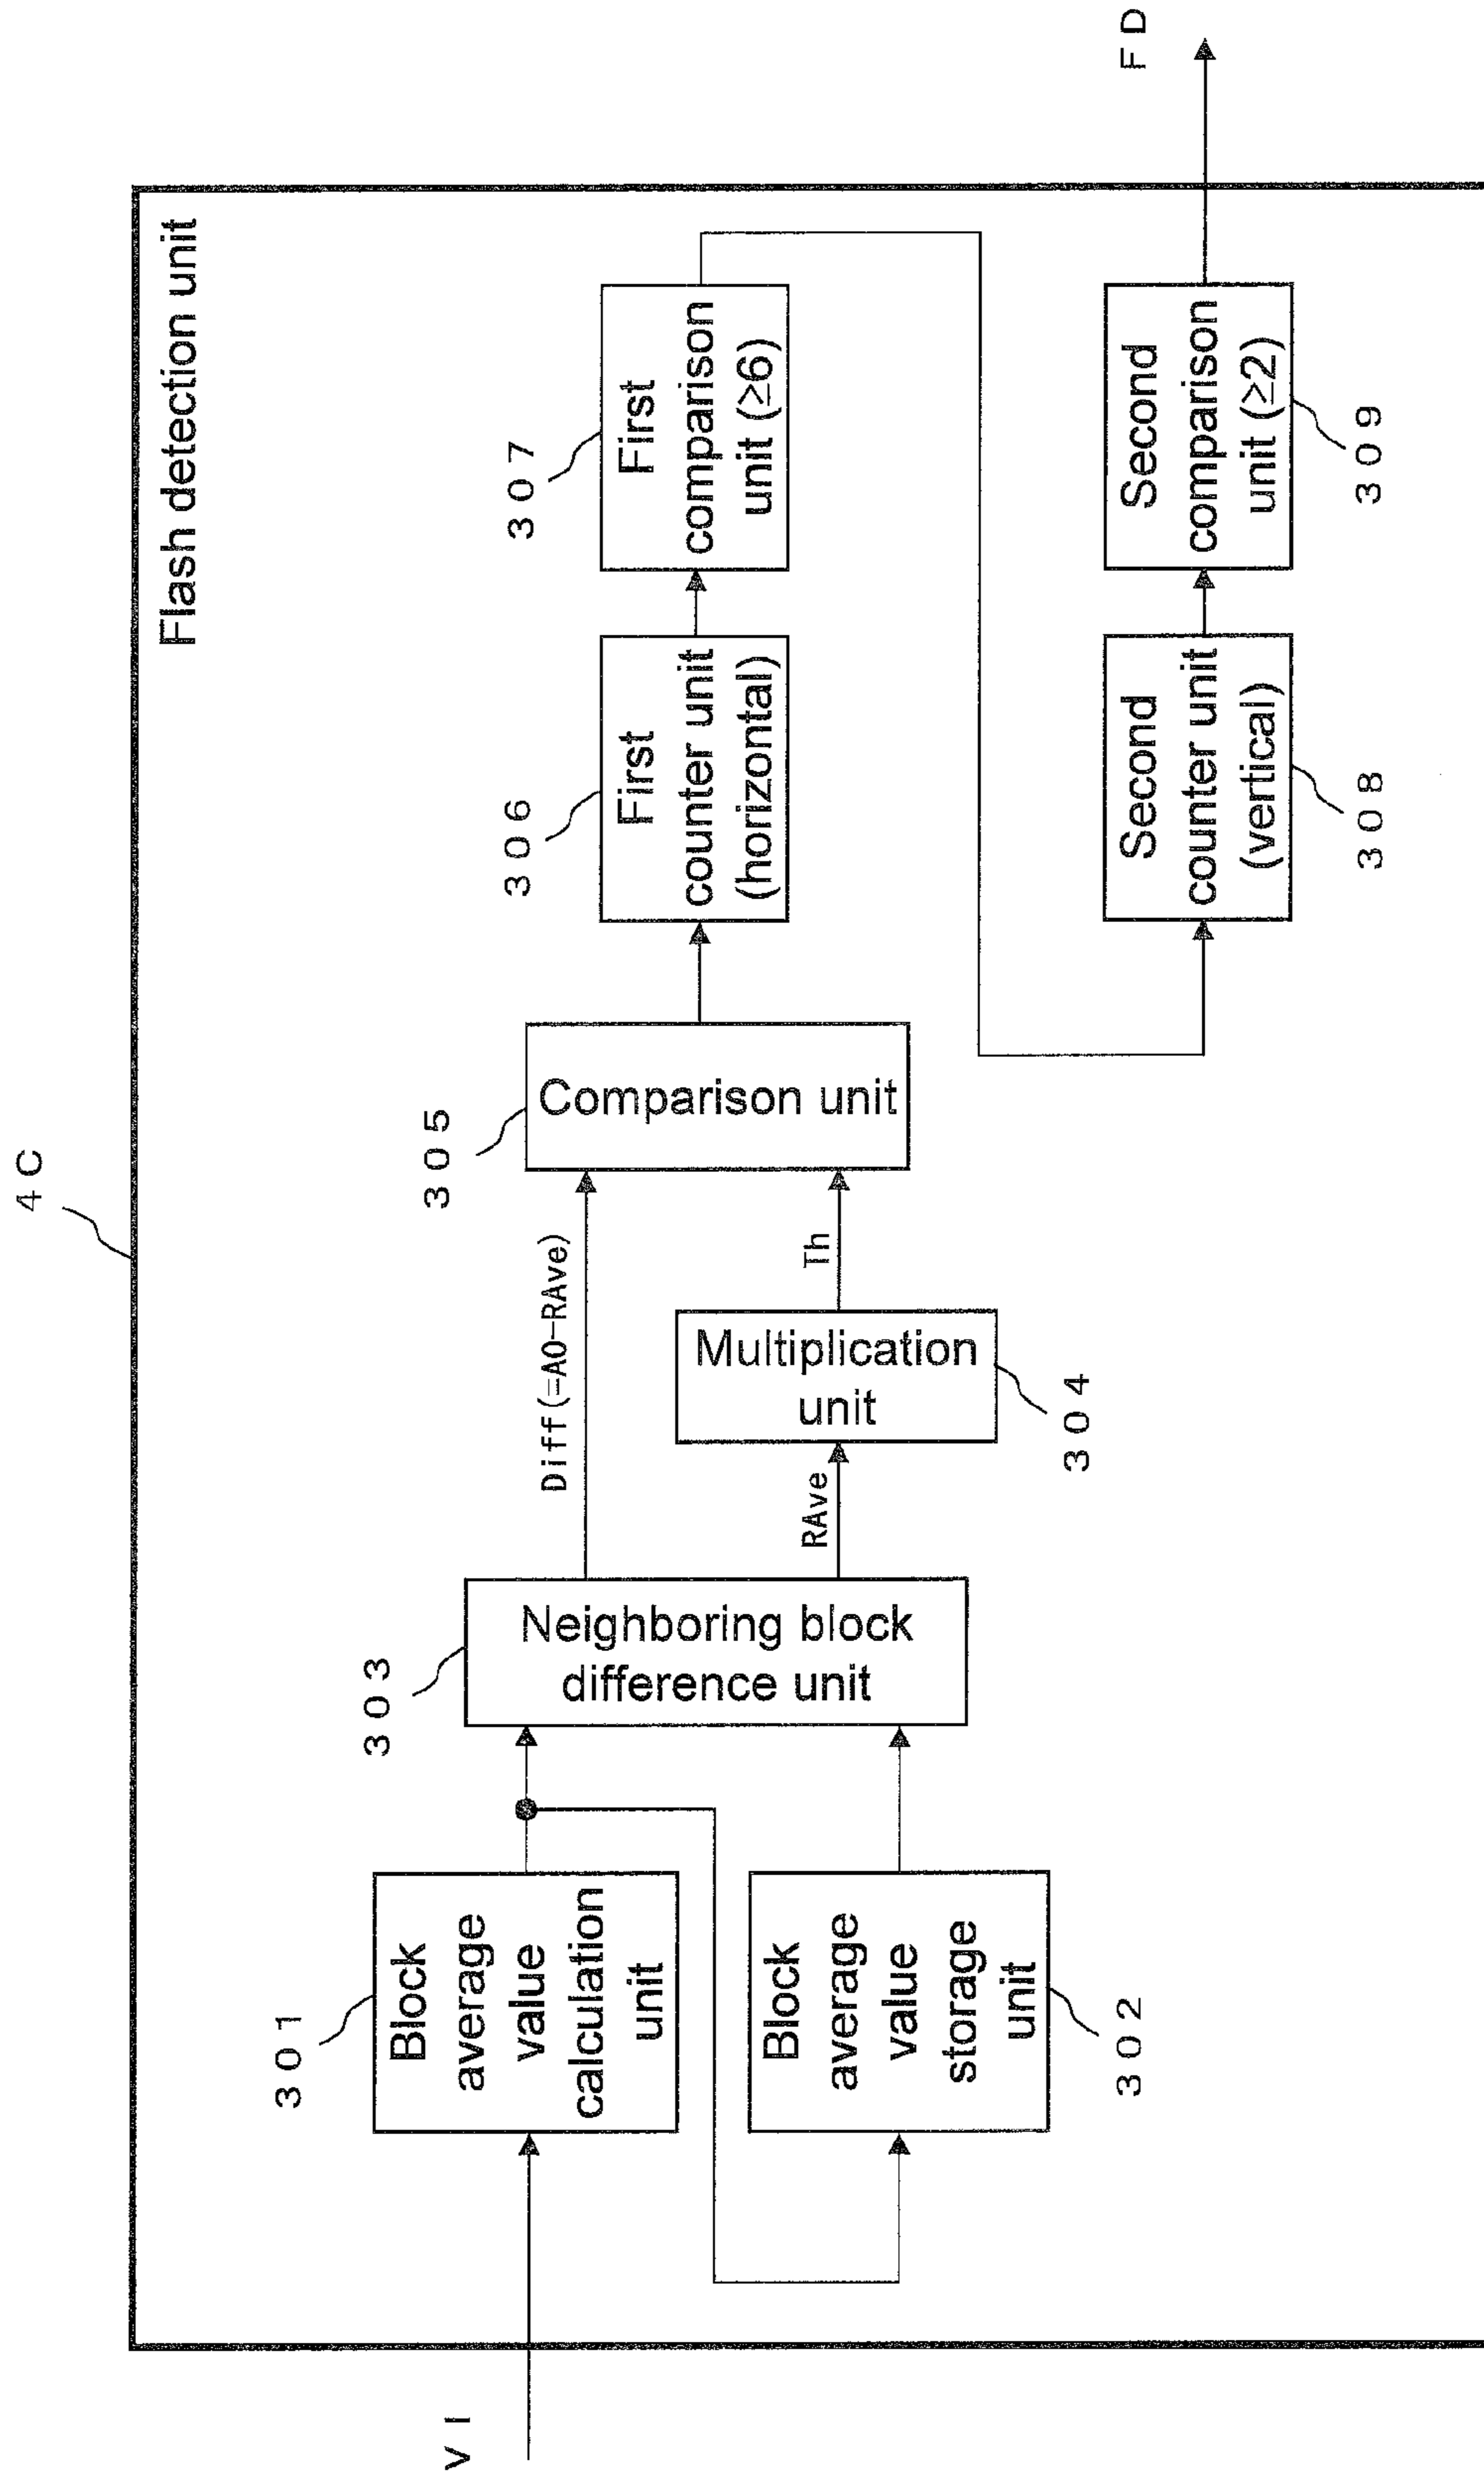 4C
Flash detection unit
VI
301
Block
average
value
calculation
unit
302
Block
average
value
storage
unit
303
Neighboring block
difference unit
Diff(=A0-RAve)
RAve
304
Multiplication
unit
Th
305
Comparison unit
306
First
counter unit
(horizontal)
307
First
comparison
unit (≥6)
308
Second
counter unit
(vertical)
309
Second
comparison
unit (≥2)
FD